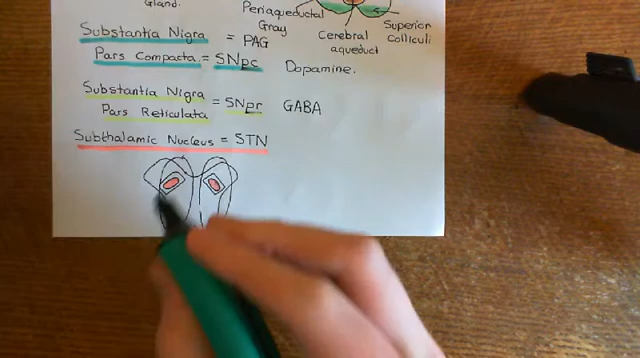 Gland.
Periaqueductal
Gray
Cerebral
aqueduct
Superior
Colliculi
Substantia Nigra
Pars Compacta = SNpc
= PAG
Dopamine.
Substantia Nigra
Pars Reticulata
= SNpr GABA
Subthalamic Nucleus = STN